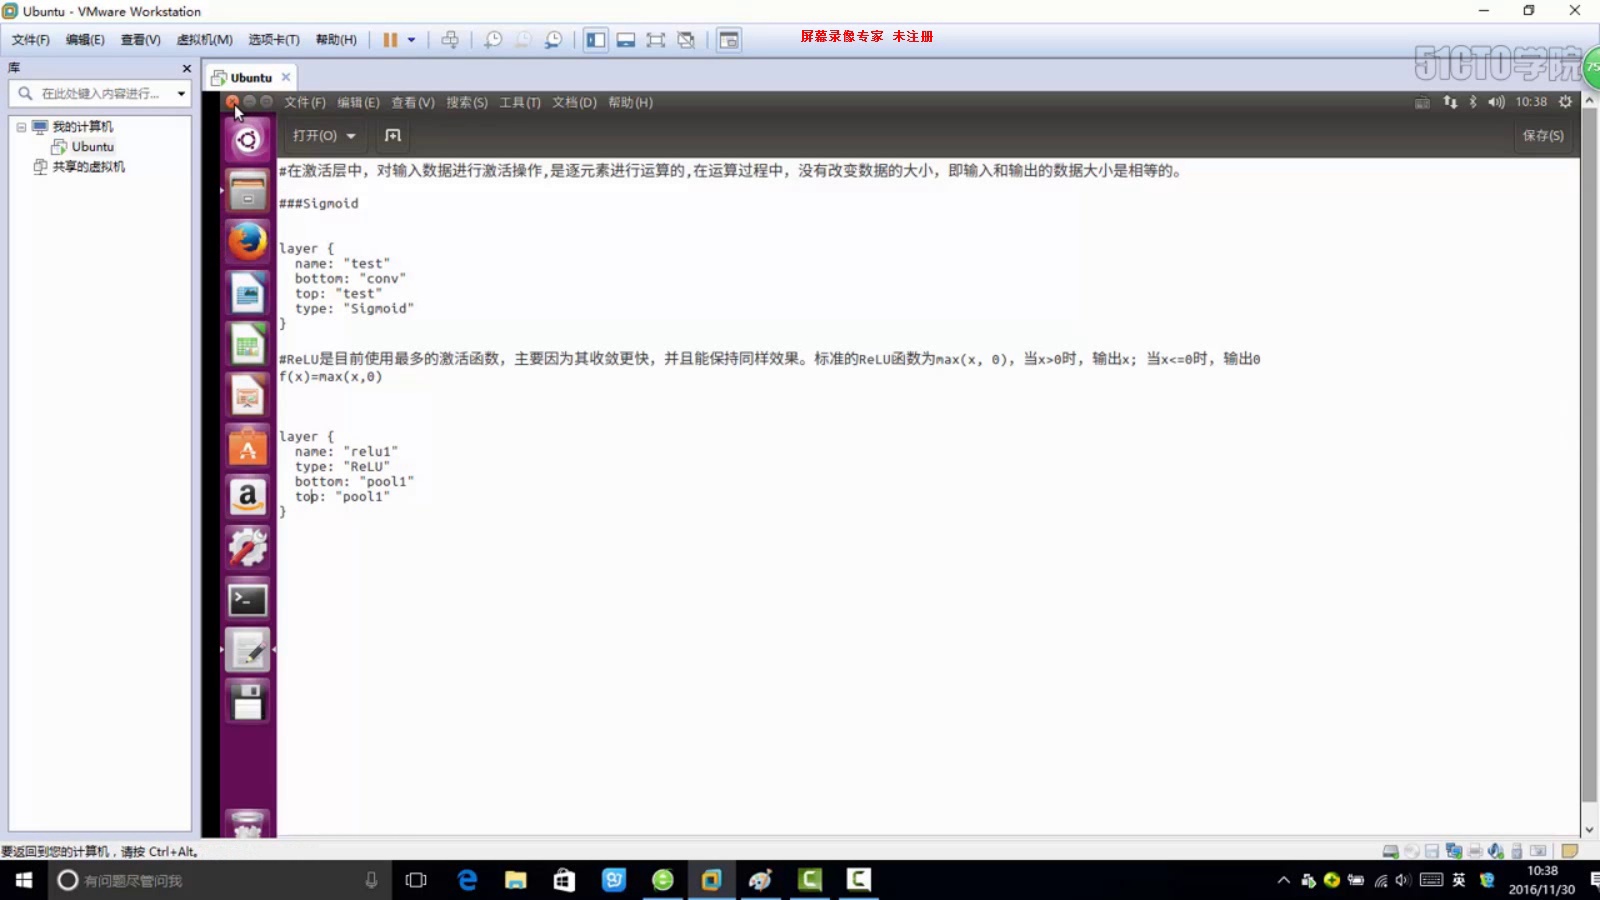 Ubuntu - VMware Workstation
文件(F) 编辑(E) 查看(V) 虚拟机(M) 选项卡(T) 帮助(H)
屏幕录像专家 未注册
51CTO学院
75
库
Ubuntu
在此处键入内容进行...
我的计算机
Ubuntu
共享的虚拟机
文件(F) 编辑(E) 查看(V) 搜索(S) 工具(T) 文档(D) 帮助(H)
10:38
打开(O)
保存(S)
#在激活层中，对输入数据进行激活操作,是逐元素进行运算的,在运算过程中，没有改变数据的大小，即输入和输出的数据大小是相等的。
###Sigmoid
layer {
name: "test"
bottom: "conv"
top: "test"
type: "Sigmoid"
}
#ReLU是目前使用最多的激活函数，主要因为其收敛更快，并且能保持同样效果。标准的ReLU函数为max(x, 0)，当x>0时，输出x; 当x<=0时，输出0
f(x)=max(x,0)
layer {
name: "relu1"
type: "ReLU"
bottom: "pool1"
top: "pool1"
}
要返回到您的计算机，请按 Ctrl+Alt。
有问题尽管问我
英
10:38
2016/11/30